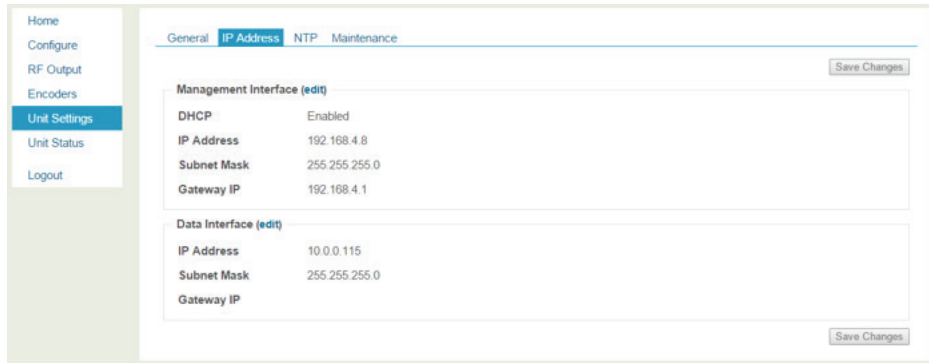 Home
Configure
RF Output
Encoders
Unit Settings
Unit Status
Logout
General IP Address NTP Maintenance
Save Changes
Management Interface (edit)
DHCP Enabled
IP Address 192.168.4.8
Subnet Mask 255.255.255.0
Gateway IP 192.168.4.1
Data Interface (edit)
IP Address 10.0.0.115
Subnet Mask 255.255.255.0
Gateway IP
Save Changes